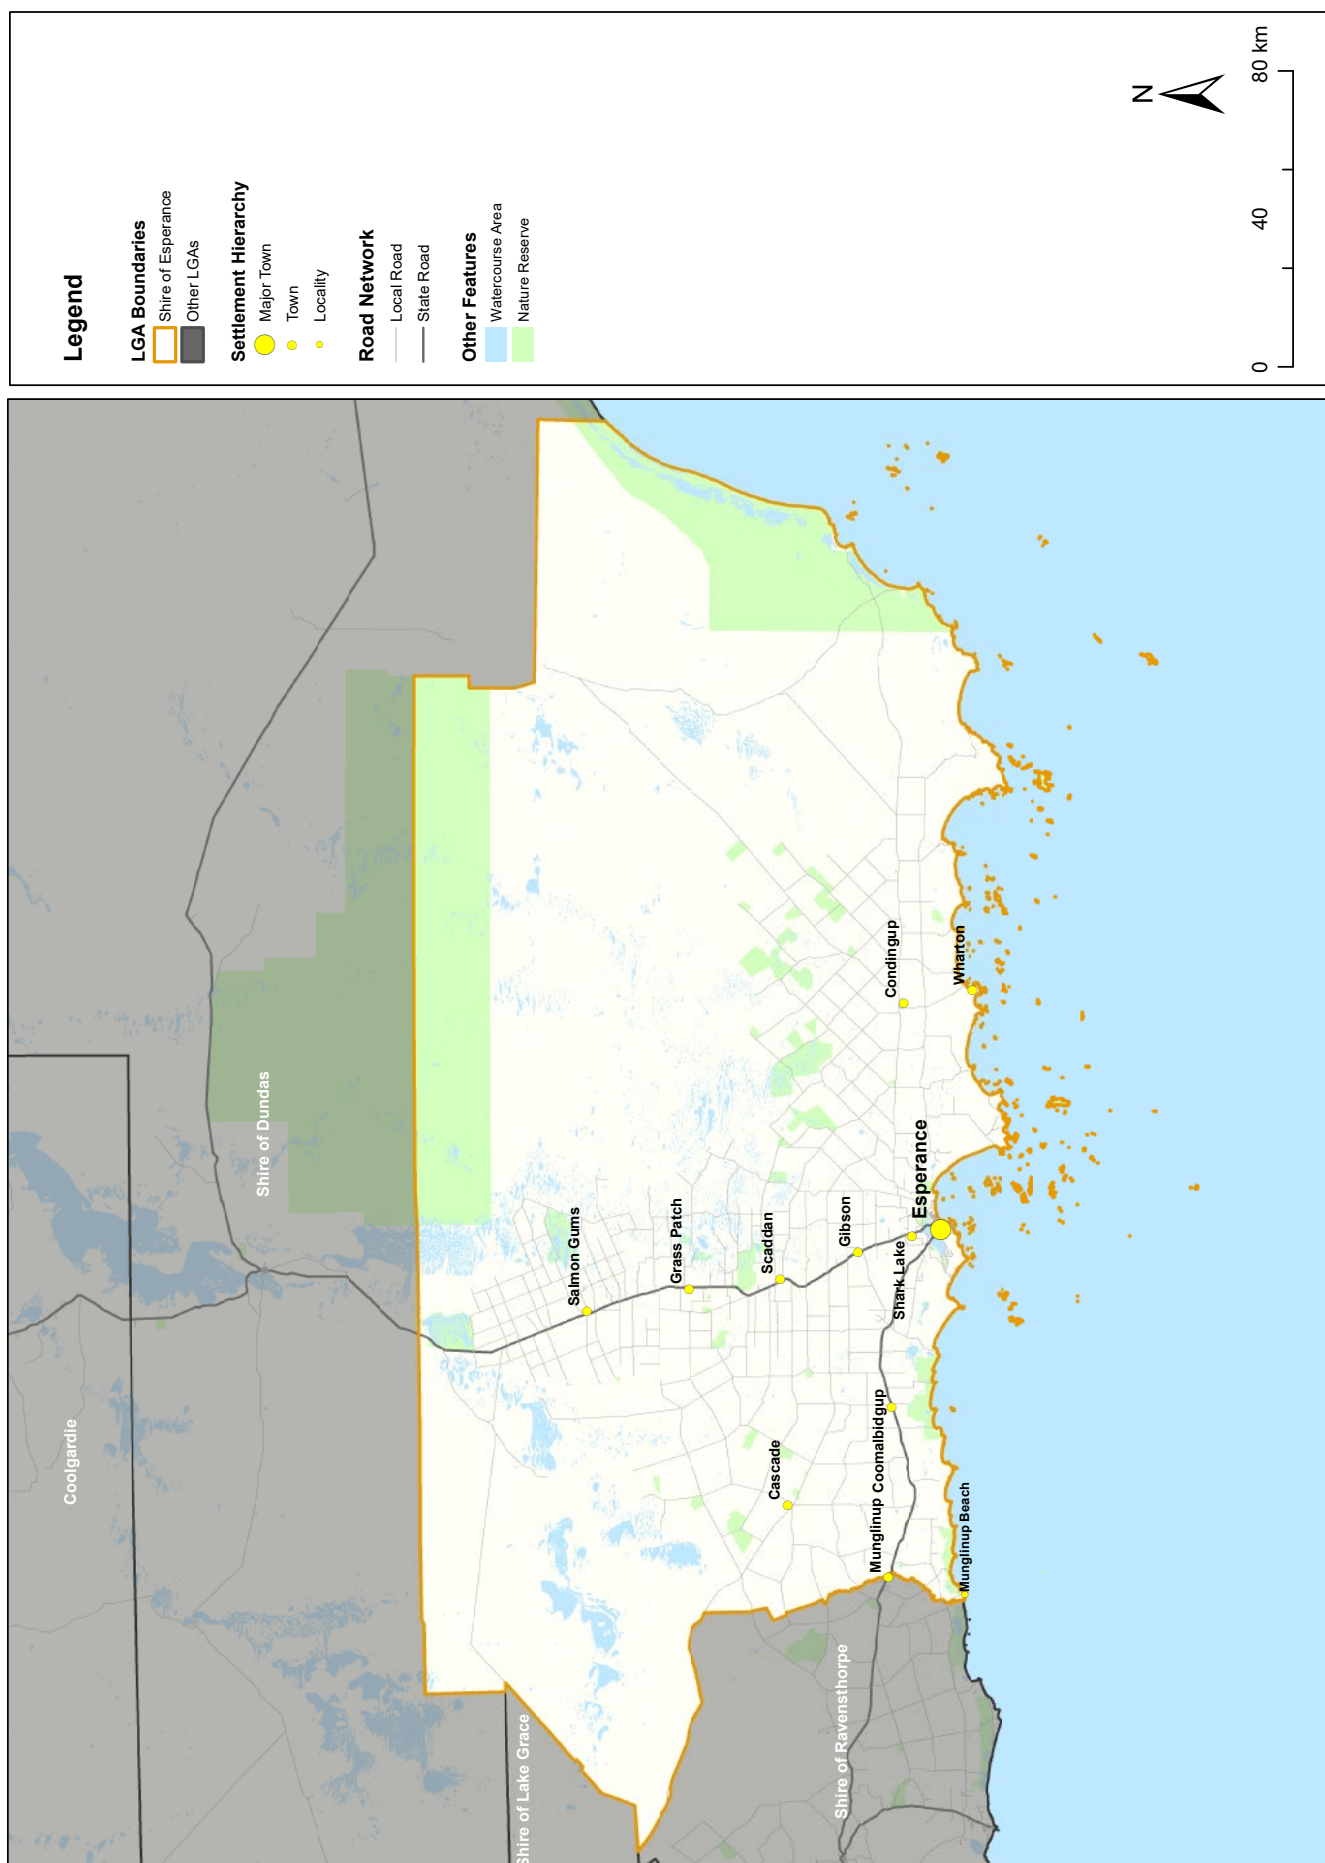 Legend
LGA Boundaries
Shire of Esperance
Other LGAs
Settlement Hierarchy
Major Town
Town
Locality
Road Network
Local Road
State Road
Other Features
Watercourse Area
Nature Reserve
N
0 40 80 km
Coolgardie
Shire of Dundas
Shire of Lake Grace
Shire of Ravensthorpe
Salmon Gums
Grass Patch
Scaddan
Cascade
Gibson
Condingup
Munglinup
Coomalbidgup
Shark Lake
Esperance
Wharton
Munglinup Beach